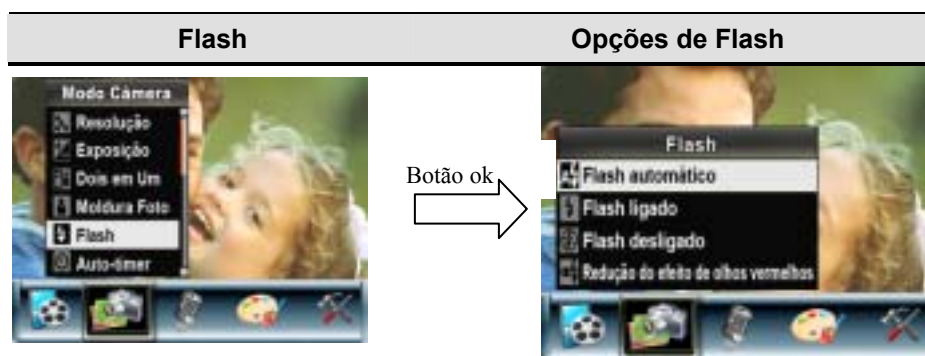 Flash
Opções de Flash
Modo Câmera
Resolução
Exposição
Dois em Um
Moldura Foto
Flash
Auto-timer
Botão ok
Flash
Flash automático
Flash ligado
Flash desligado
Redução do efeito de olhos vermelhos